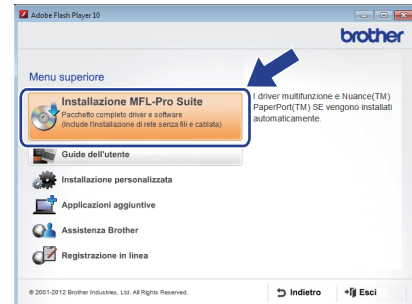 Adobe Flash Player 10
brother
Menu superiore
Installazione MFL-Pro Suite
Pacchetto completo driver e software
(Include l'installazione di rete senza fili e cablata)
I driver multifunzione e Nuance(TM)
PaperPort(TM) SE vengono installati
automaticamente.
Guide dell'utente
Installazione personalizzata
Applicazioni aggiuntive
Assistenza Brother
Registrazione in linea
© 2001-2012 Brother Industries, Ltd. All Rights Reserved.
Indietro
Esci